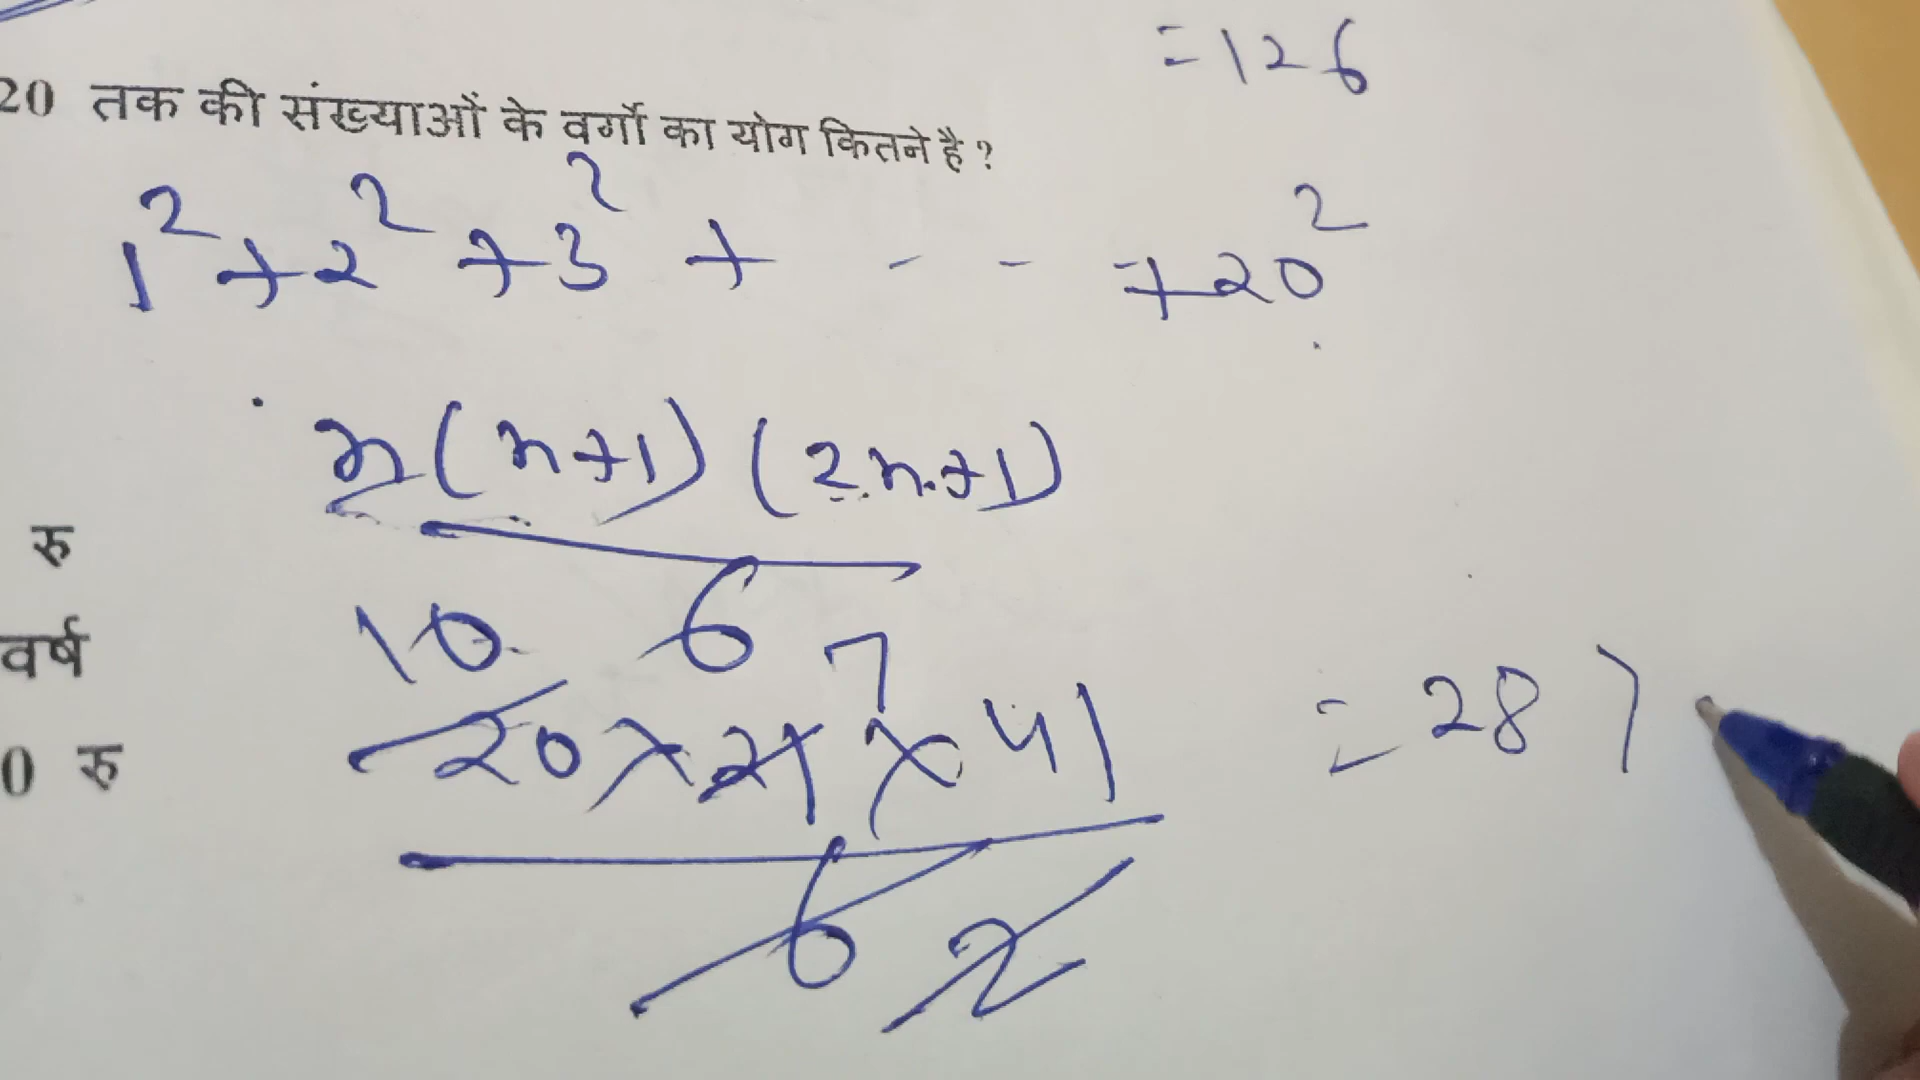 = 126
20 तक की संख्याओं के वर्गो का योग कितने है ?
1² + 2² + 3² + - - - + 20²
n(n+1) (2n+1)
रु
6
वर्ष
10 7
20 × 21 × 41 = 287
0 रु
6 2